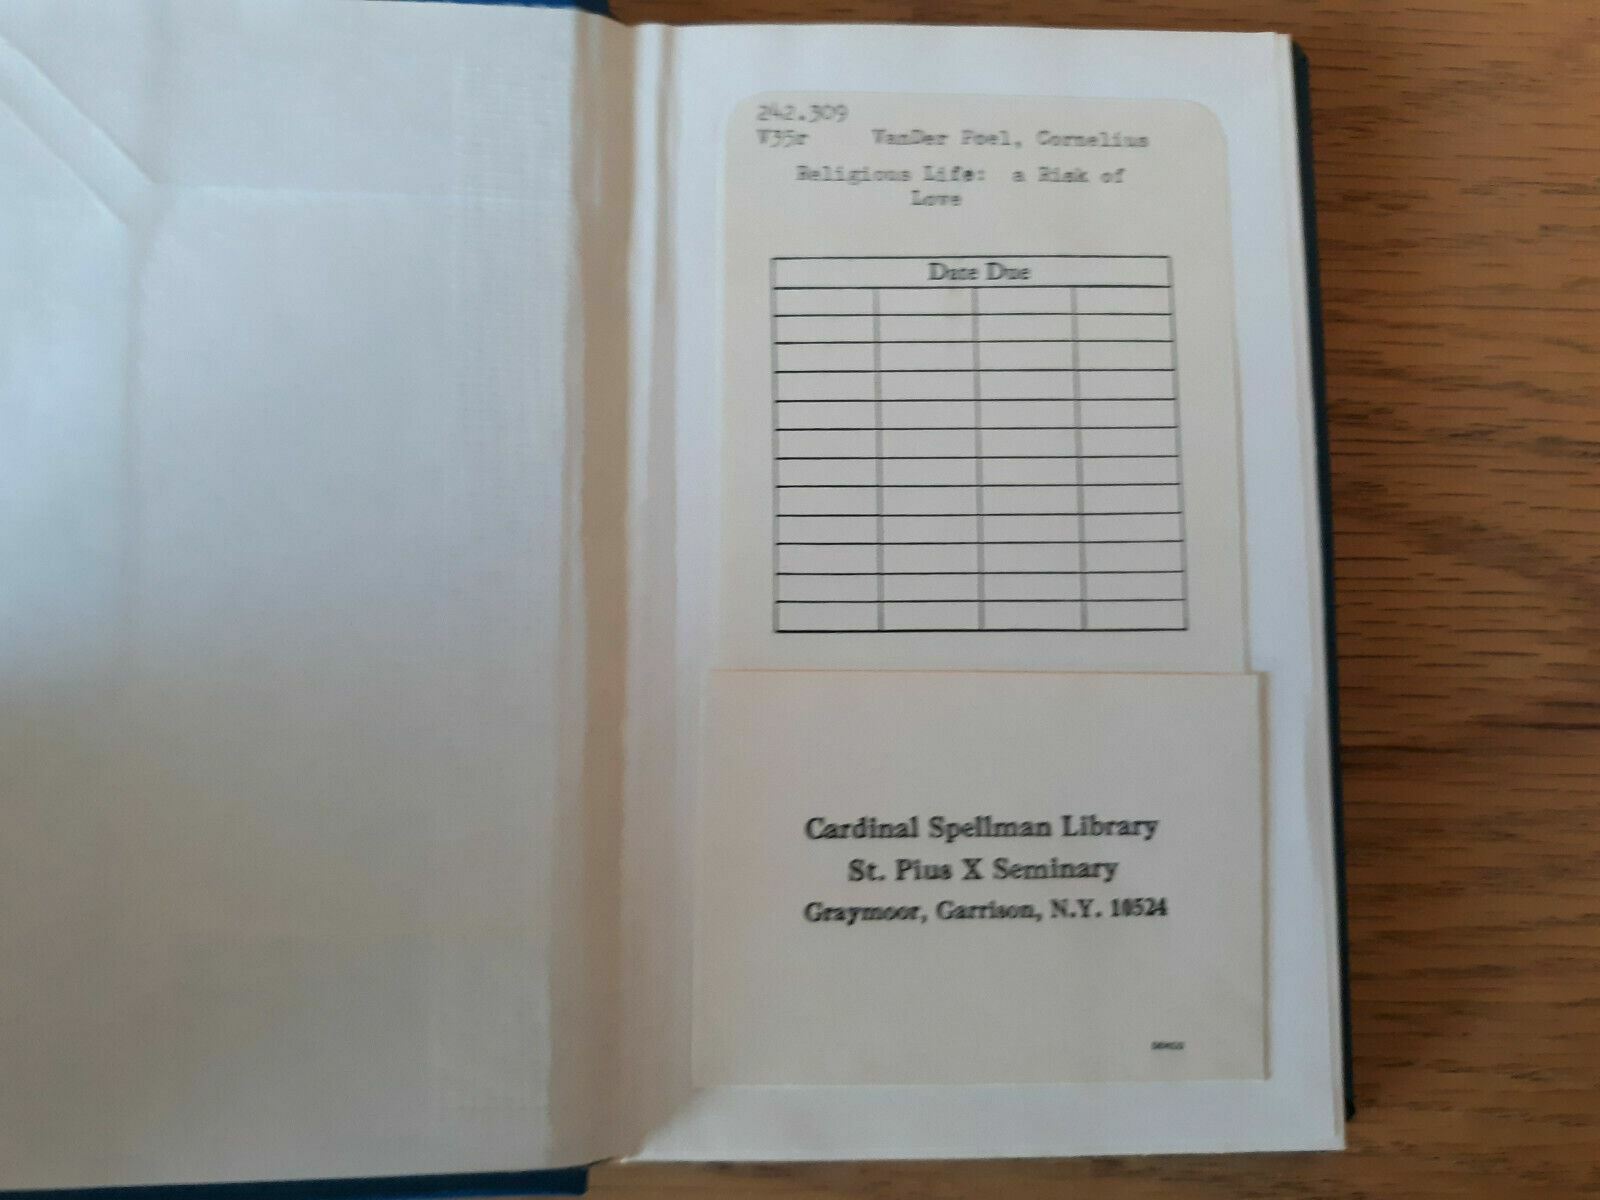 242.309
V35r VanDer Poel, Cornelius
Religious Life: a Risk of
Love
Date Due
Cardinal Spellman Library
St. Pius X Seminary
Graymoor, Garrison, N.Y. 10524